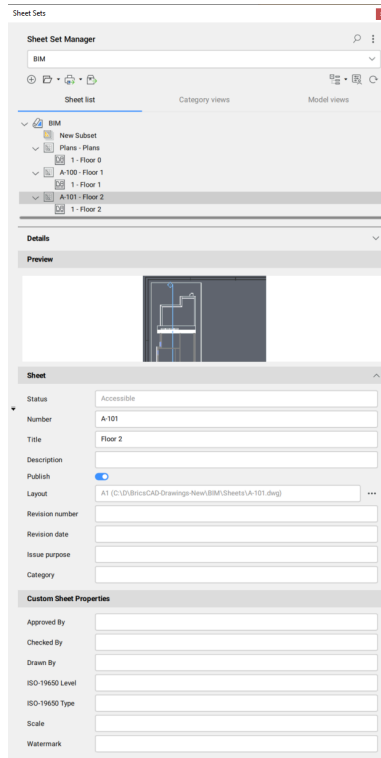 Sheet Sets
Sheet Set Manager
BIM
Sheet list Category views Model views
BIM
New Subset
Plans - Plans
1 - Floor 0
A-100 - Floor 1
1 - Floor 1
A-101 - Floor 2
1 - Floor 2
Details
Preview
Sheet
Status Accessible
Number A-101
Title Floor 2
Description
Publish
Layout A1 (C:\D\BricsCAD-Drawings-New\BIM\Sheets\A-101.dwg)
Revision number
Revision date
Issue purpose
Category
Custom Sheet Properties
Approved By
Checked By
Drawn By
ISO-19650 Level
ISO-19650 Type
Scale
Watermark